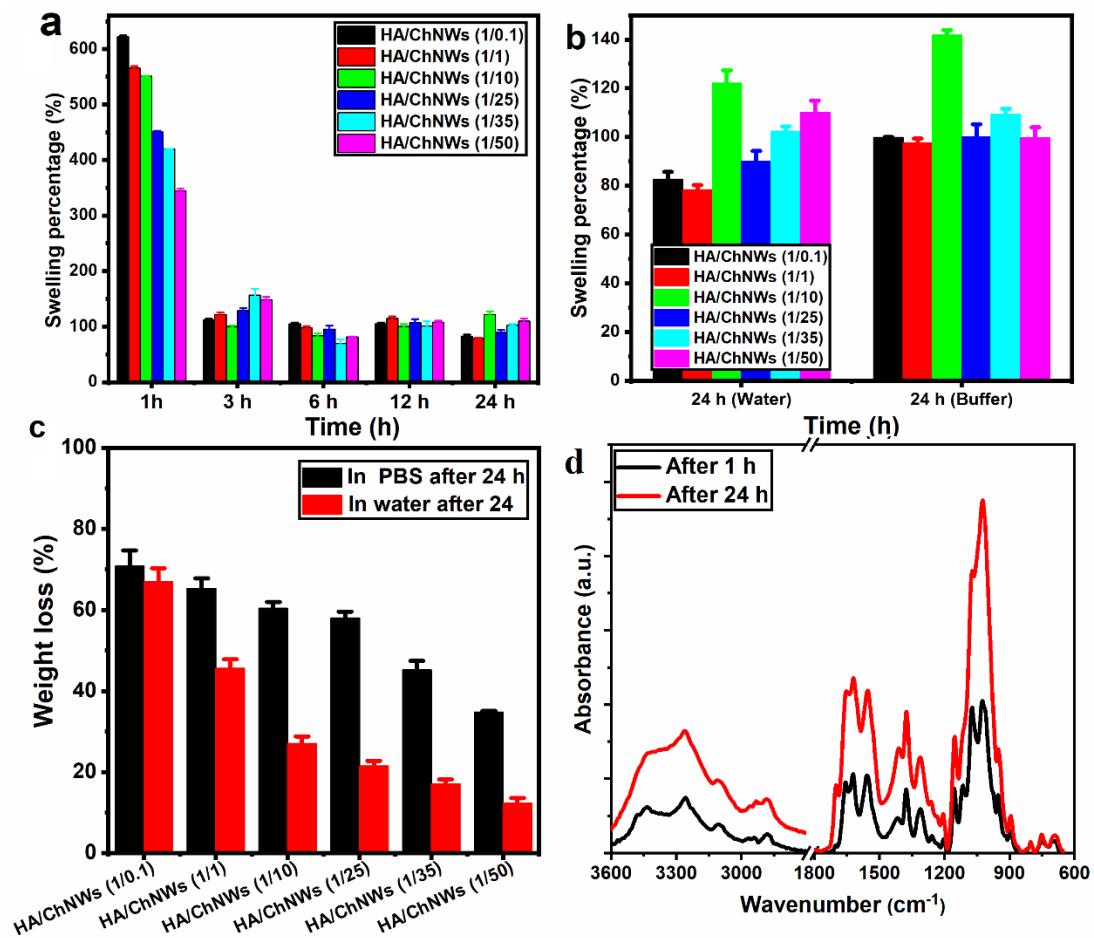 a
HA/ChNWs (1/0.1)
HA/ChNWs (1/1)
HA/ChNWs (1/10)
HA/ChNWs (1/25)
HA/ChNWs (1/35)
HA/ChNWs (1/50)
600
500
400
300
200
100
0
Swelling percentage (%)
1h
3 h
6 h
12 h
24 h
Time (h)
b
140
120
100
80
60
40
20
0
Swelling percentage (%)
HA/ChNWs (1/0.1)
HA/ChNWs (1/1)
HA/ChNWs (1/10)
HA/ChNWs (1/25)
HA/ChNWs (1/35)
HA/ChNWs (1/50)
24 h (Water)
24 h (Buffer)
Time (h)
c
In PBS after 24 h
In water after 24
100
80
60
40
20
0
Weight loss (%)
HA/ChNWs (1/0.1)
HA/ChNWs (1/1)
HA/ChNWs (1/10)
HA/ChNWs (1/25)
HA/ChNWs (1/35)
HA/ChNWs (1/50)
d
After 1 h
After 24 h
Absorbance (a.u.)
3600
3300
3000
1800
1500
1200
900
600
Wavenumber (cm⁻¹)